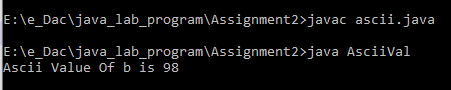 E:\e_Dac\java_lab_program\Assignment2>javac ascii.java
E:\e_Dac\java_lab_program\Assignment2>java AsciiVal
Ascii Value Of b is 98